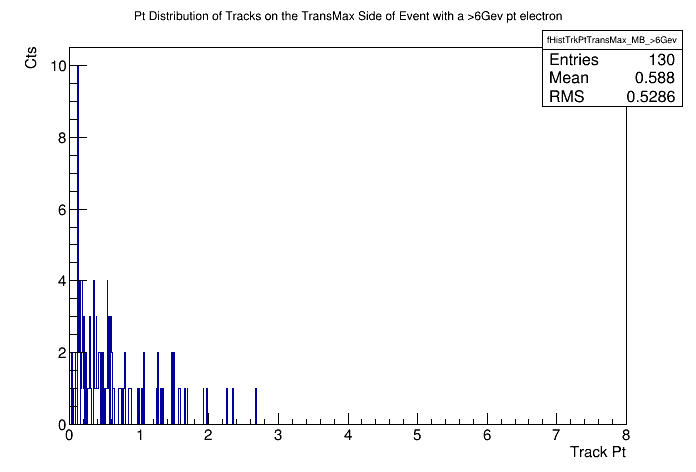 Pt Distribution of Tracks on the TransMax Side of Event with a >6Gev pt electron
fHistTrkPtTransMax_MB_>6Gev
Entries 130
Mean 0.588
RMS 0.5286
Cts
10
8
6
4
2
0
0 1 2 3 4 5 6 7 8
Track Pt